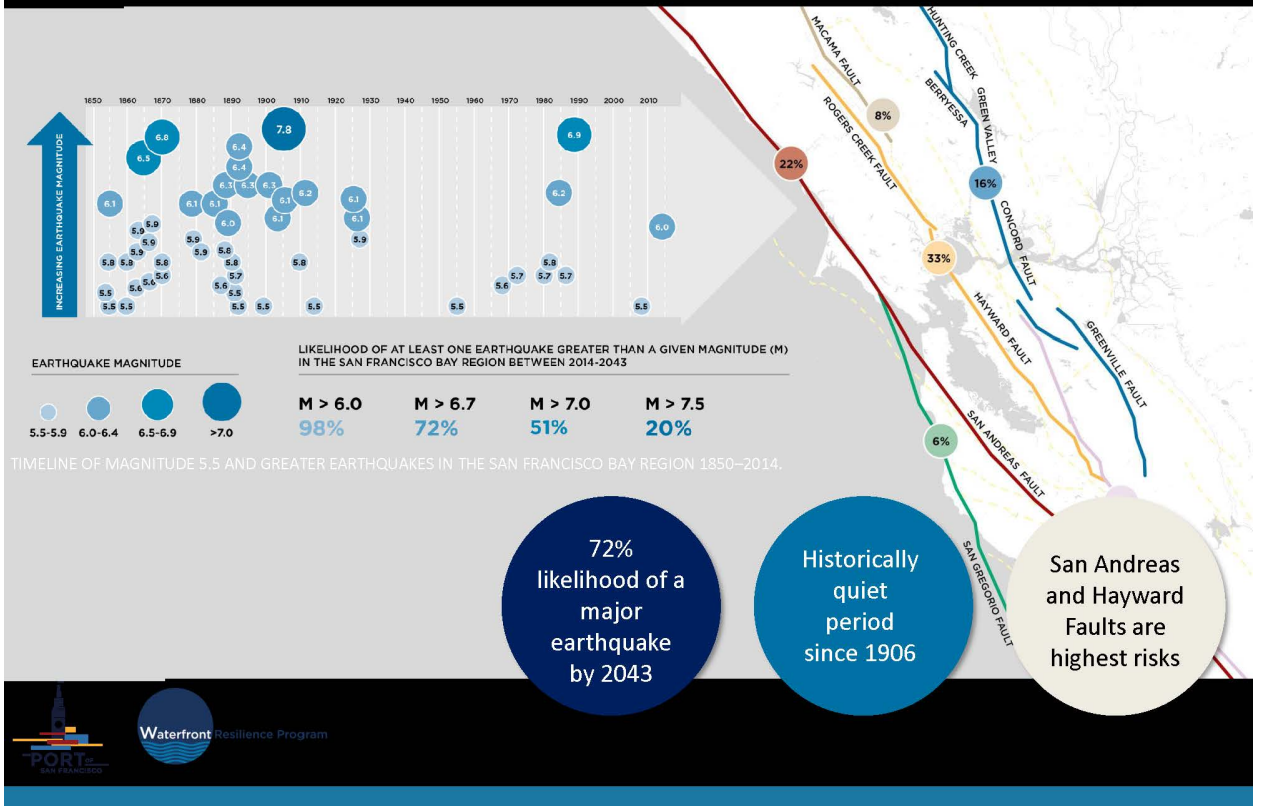 1850 1860 1870 1880 1890 1900 1910 1920 1930 1940 1950 1960 1970 1980 1990 2000 2010
INCREASING EARTHQUAKE MAGNITUDE
7.8
6.8
6.9
6.5
6.4
6.4
6.3 6.3 6.3
6.2
6.2
6.1
6.1
6.1
6.1
6.1
6.1
6.1
6.0
6.0
5.9
5.9
5.9
5.9
5.9
5.9
5.9
5.8
5.8
5.8
5.8
5.8
5.8
5.8
5.8
5.7
5.7
5.7
5.7
5.6
5.6
5.6
5.6
5.6
5.5
5.5
5.5
5.5
5.5
5.5
5.5
5.5
5.5
EARTHQUAKE MAGNITUDE
5.5-5.9 6.0-6.4 6.5-6.9 >7.0
LIKELIHOOD OF AT LEAST ONE EARTHQUAKE GREATER THAN A GIVEN MAGNITUDE (M)
IN THE SAN FRANCISCO BAY REGION BETWEEN 2014-2043
M > 6.0 M > 6.7 M > 7.0 M > 7.5
98% 72% 51% 20%
TIMELINE OF MAGNITUDE 5.5 AND GREATER EARTHQUAKES IN THE SAN FRANCISCO BAY REGION 1850–2014.
MACAMA FAULT
HUNTING CREEK
BERRYESSA
GREEN VALLEY
ROGERS CREEK FAULT
8%
22%
16%
CONCORD FAULT
33%
HAYWARD FAULT
GREENVILLE FAULT
SAN ANDREAS FAULT
6%
SAN GREGORIO FAULT
72%
likelihood of a
major
earthquake
by 2043
Historically
quiet
period
since 1906
San Andreas
and Hayward
Faults are
highest risks
PORT OF
SAN FRANCISCO
Waterfront Resilience Program